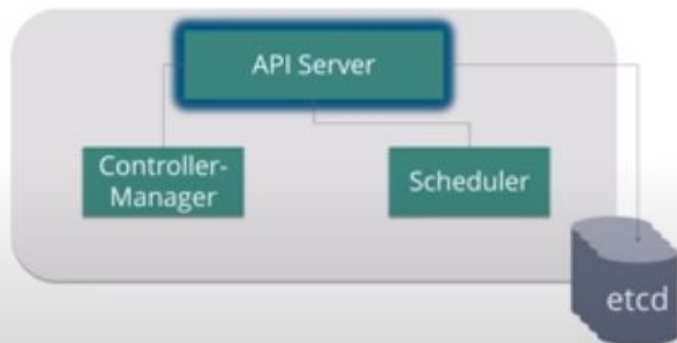 API Server
Controller-
Manager
Scheduler
etcd